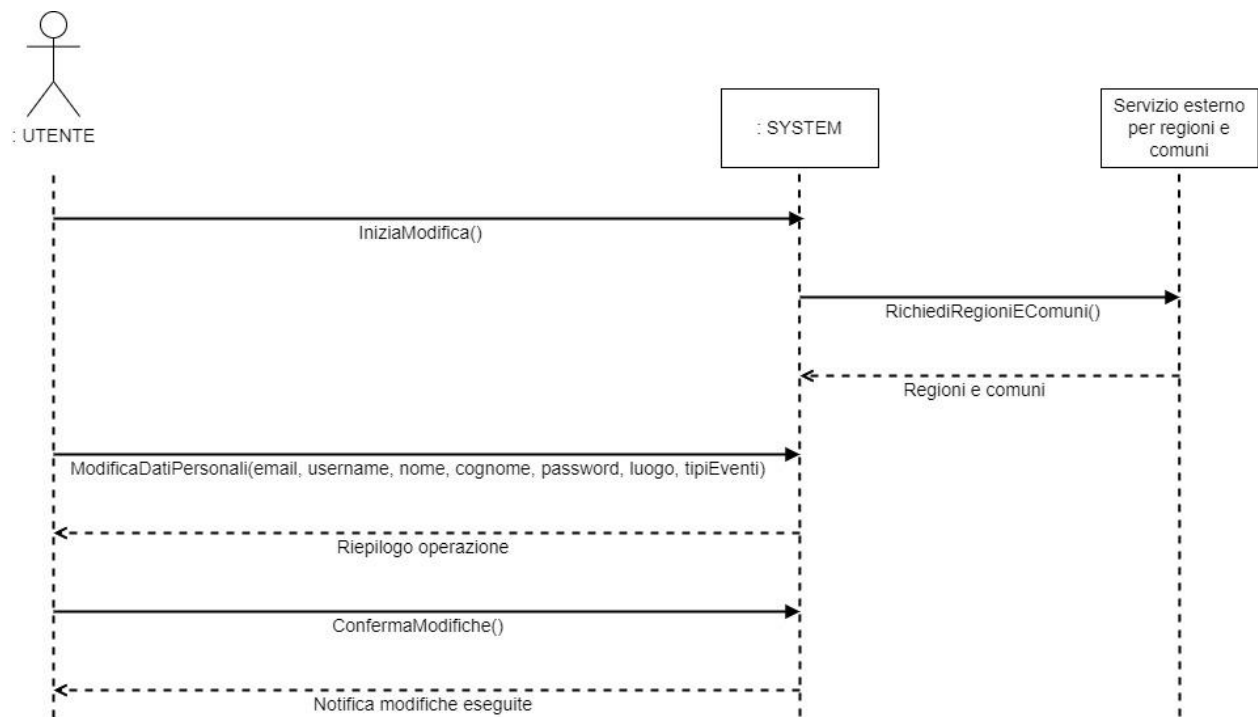 : UTENTE
: SYSTEM
Servizio esterno
per regioni e
comuni
IniziaModifica()
RichiediRegioniEComuni()
Regioni e comuni
ModificaDatiPersonali(email, username, nome, cognome, password, luogo, tipiEventi)
Riepilogo operazione
ConfermaModifiche()
Notifica modifiche eseguite